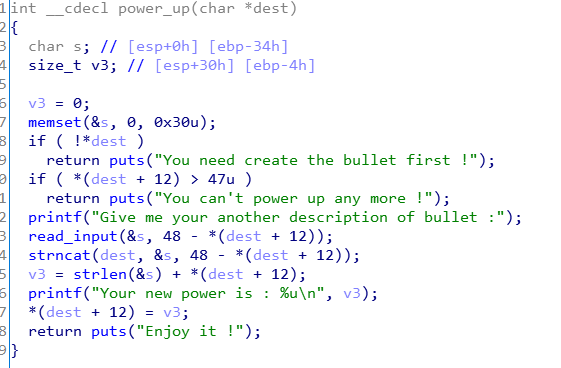 1 int __cdecl power_up(char *dest)
2 {
3   char s; // [esp+0h] [ebp-34h]
4   size_t v3; // [esp+30h] [ebp-4h]
5
6   v3 = 0;
7   memset(&s, 0, 0x30u);
8   if ( !*dest )
9     return puts("You need create the bullet first !");
0   if ( *(dest + 12) > 47u )
1     return puts("You can't power up any more !");
2   printf("Give me your another description of bullet :");
3   read_input(&s, 48 - *(dest + 12));
4   strncat(dest, &s, 48 - *(dest + 12));
5   v3 = strlen(&s) + *(dest + 12);
6   printf("Your new power is : %u\n", v3);
7   *(dest + 12) = v3;
8   return puts("Enjoy it !");
9 }